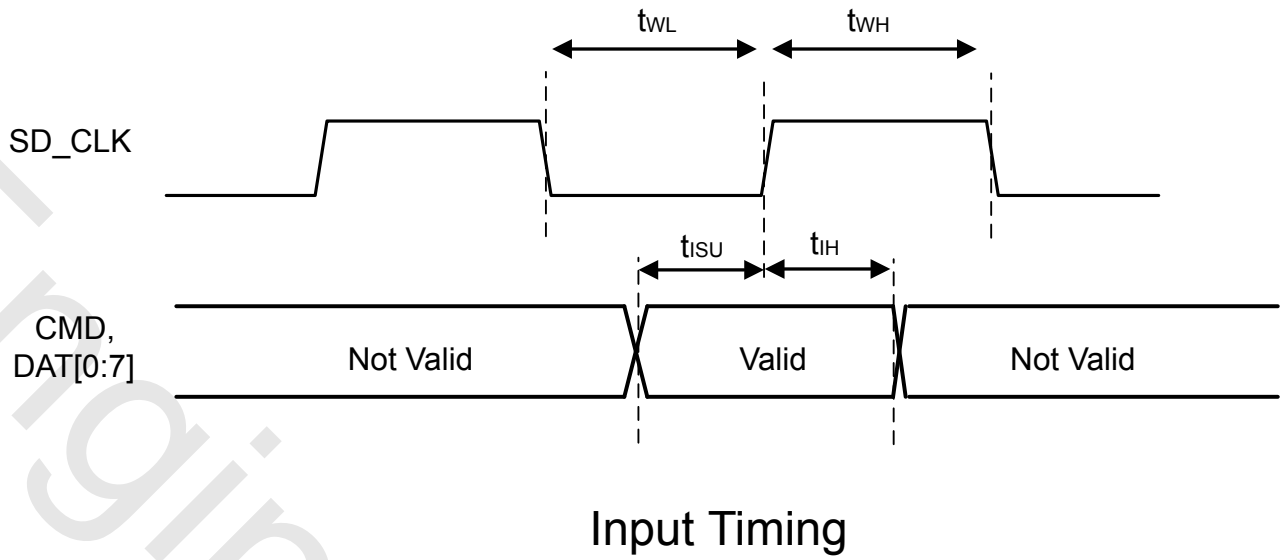 tWL tWH
SD_CLK
tISU tIH
CMD,
DAT[0:7]
Not Valid Valid Not Valid
Input Timing